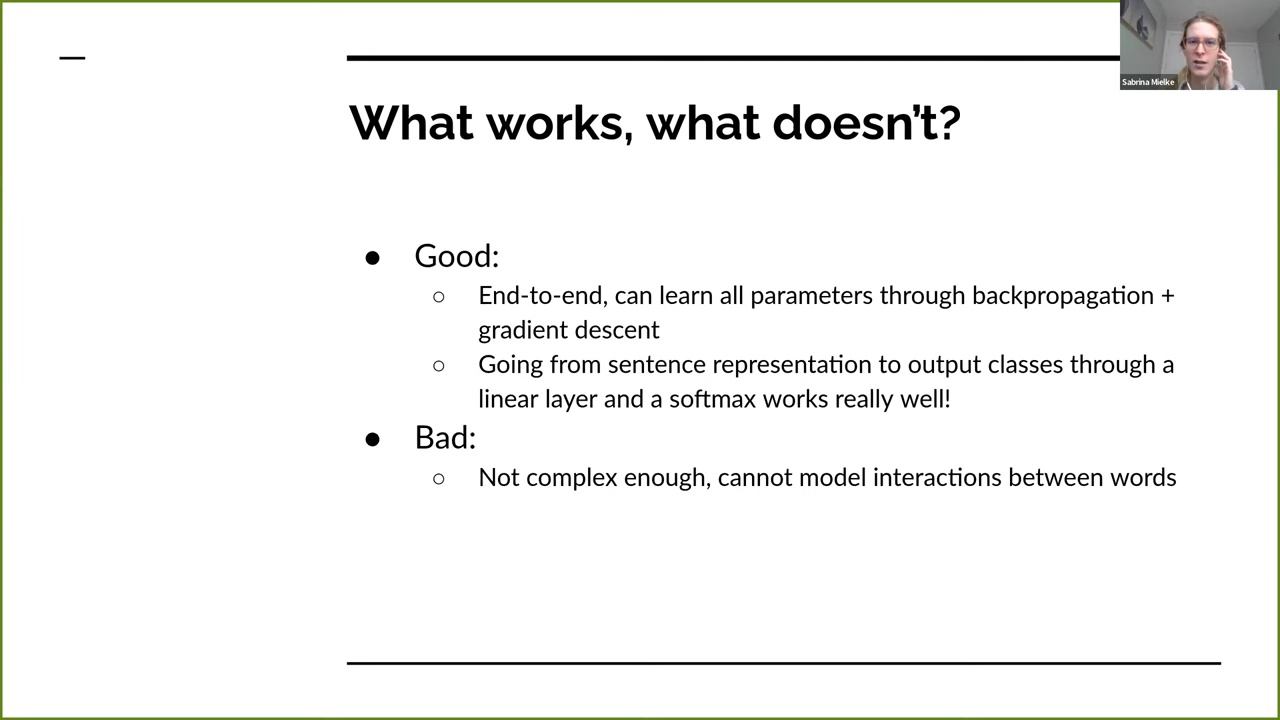 Sabrina Mielke
What works, what doesn’t?
● Good:
○ End-to-end, can learn all parameters through backpropagation +
gradient descent
○ Going from sentence representation to output classes through a
linear layer and a softmax works really well!
● Bad:
○ Not complex enough, cannot model interactions between words